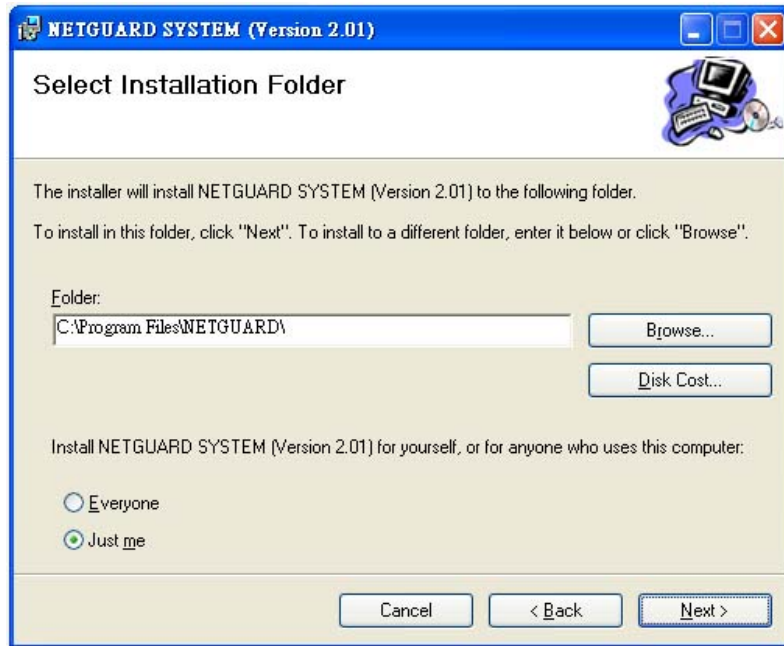 NETGUARD SYSTEM (Version 2.01)
Select Installation Folder
The installer will install NETGUARD SYSTEM (Version 2.01) to the following folder.
To install in this folder, click "Next". To install to a different folder, enter it below or click "Browse".
Folder:
C:\Program Files\NETGUARD\
Browse...
Disk Cost...
Install NETGUARD SYSTEM (Version 2.01) for yourself, or for anyone who uses this computer:
Everyone
Just me
Cancel
< Back
Next >